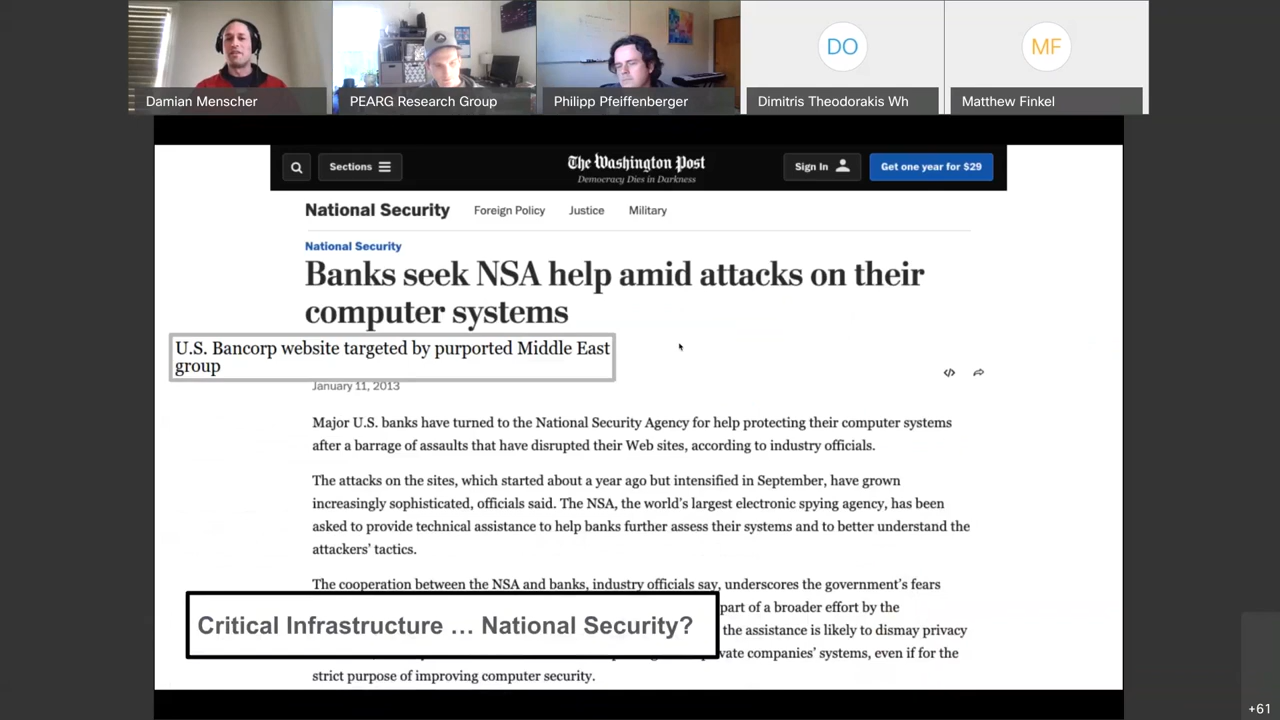 DO
MF
Damian Menscher
PEARG Research Group
Philipp Pfeiffenberger
Dimitris Theodorakis Wh
Matthew Finkel
Sections
The Washington Post
Democracy Dies in Darkness
Sign In
Get one year for $29
National Security
Foreign Policy
Justice
Military
National Security
Banks seek NSA help amid attacks on their
computer systems
U.S. Bancorp website targeted by purported Middle East
group
January 11, 2013
Major U.S. banks have turned to the National Security Agency for help protecting their computer systems
after a barrage of assaults that have disrupted their Web sites, according to industry officials.
The attacks on the sites, which started about a year ago but intensified in September, have grown
increasingly sophisticated, officials said. The NSA, the world's largest electronic spying agency, has been
asked to provide technical assistance to help banks further assess their systems and to better understand the
attackers' tactics.
The cooperation between the NSA and banks, industry officials say, underscores the government's fears
part of a broader effort by the
Critical Infrastructure … National Security?
the assistance is likely to dismay privacy
companies' systems, even if for the
strict purpose of improving computer security.
+61